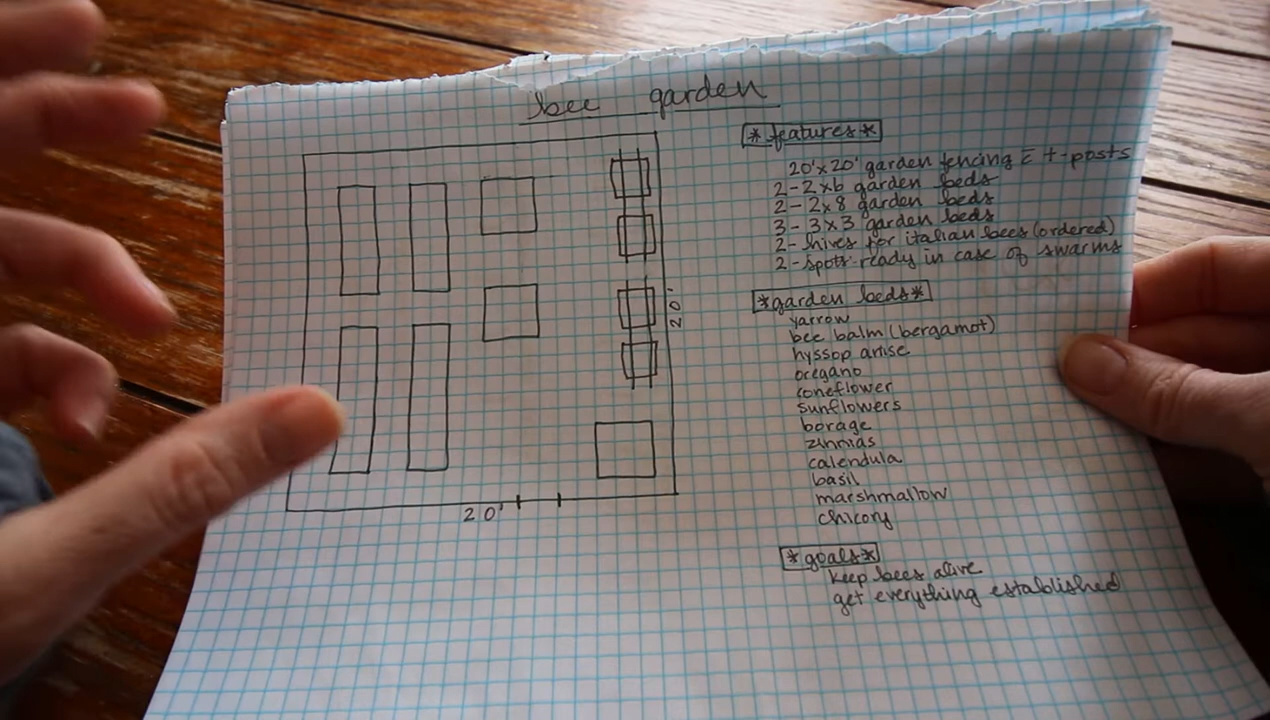 bee garden
*features*
20'x20' garden fencing c̄ t-posts
2-2x6 garden beds
2-2x8 garden beds
3-3x3 garden beds
2-hives for italian bees (ordered)
2-spots ready in case of swarms
*garden beds*
yarrow
bee balm (bergamot)
hyssop anise
oregano
coneflower
sunflowers
borage
zinnias
calendula
basil
marshmallow
chicory
*goals*
keep bees alive
get everything established
20'
20'